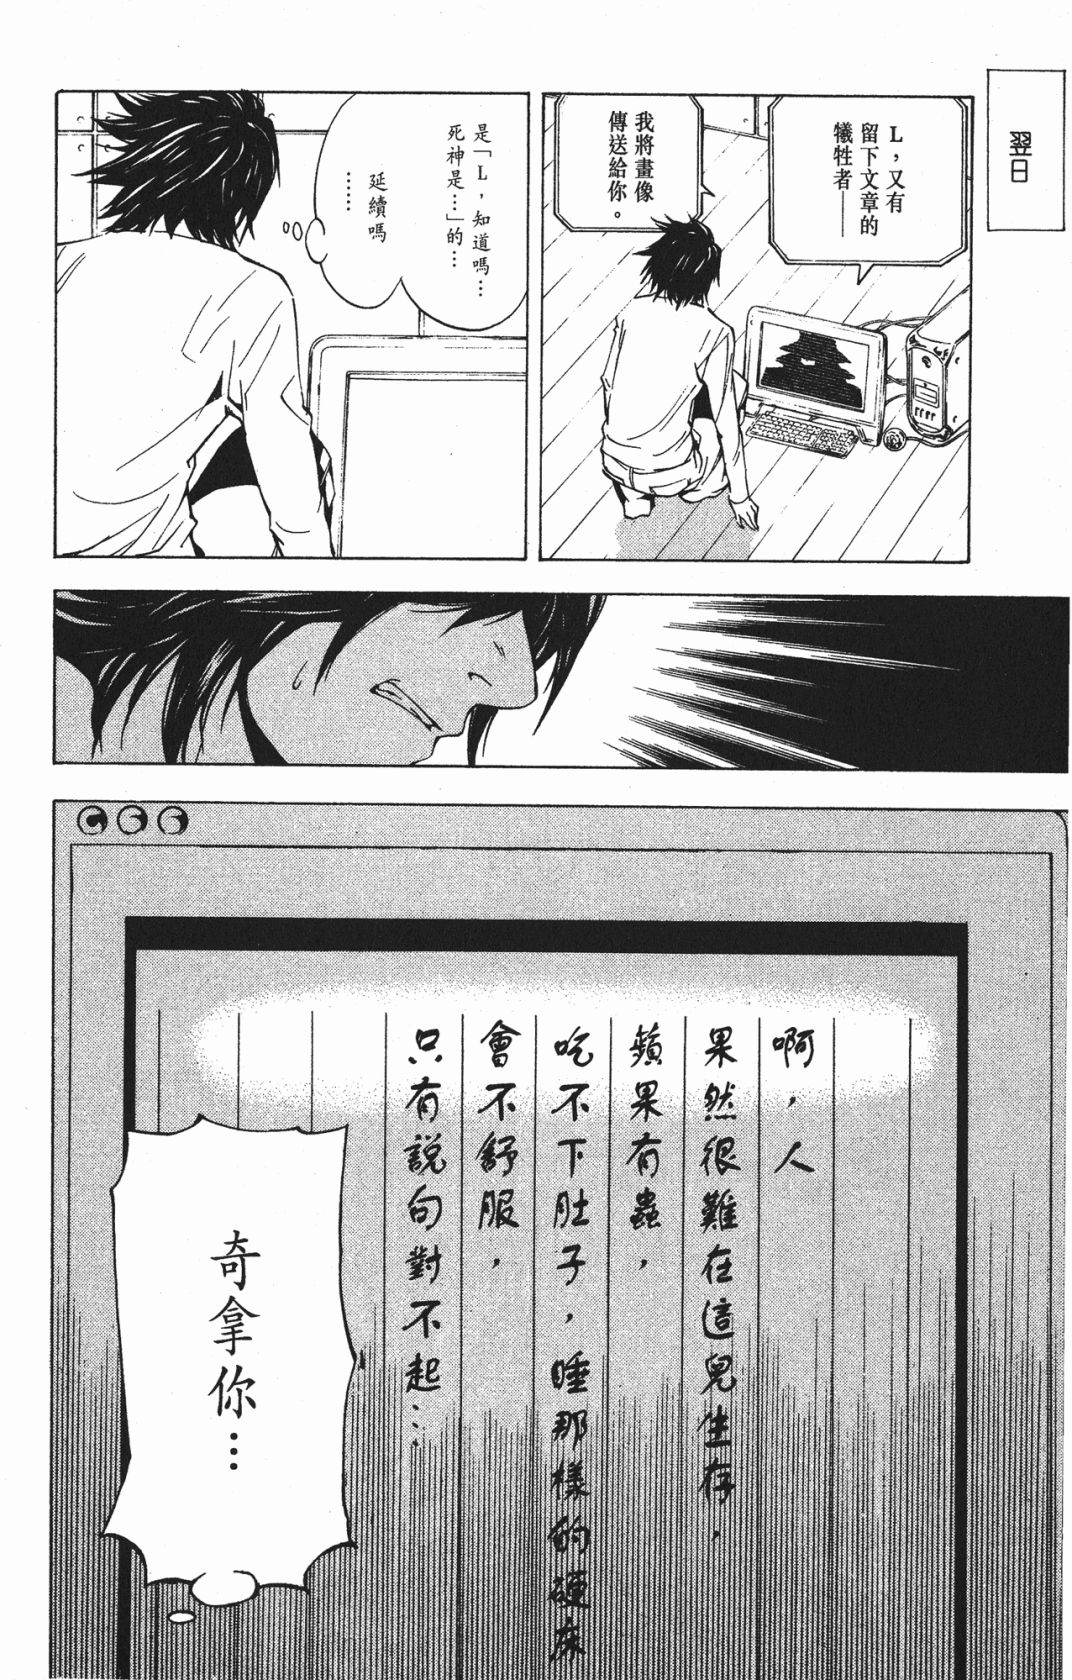 翌日
L，又有
留下文章的
犧牲者——
我將畫像
傳送給你。
是「L，知道嗎…
死神是…」的…
延續嗎
……
啊，人
果然很難在這兒生存，
蘋果有蟲，
吃不下肚子，睡那樣的硬床
會不舒服，
只有說句對不起…
奇拿你…